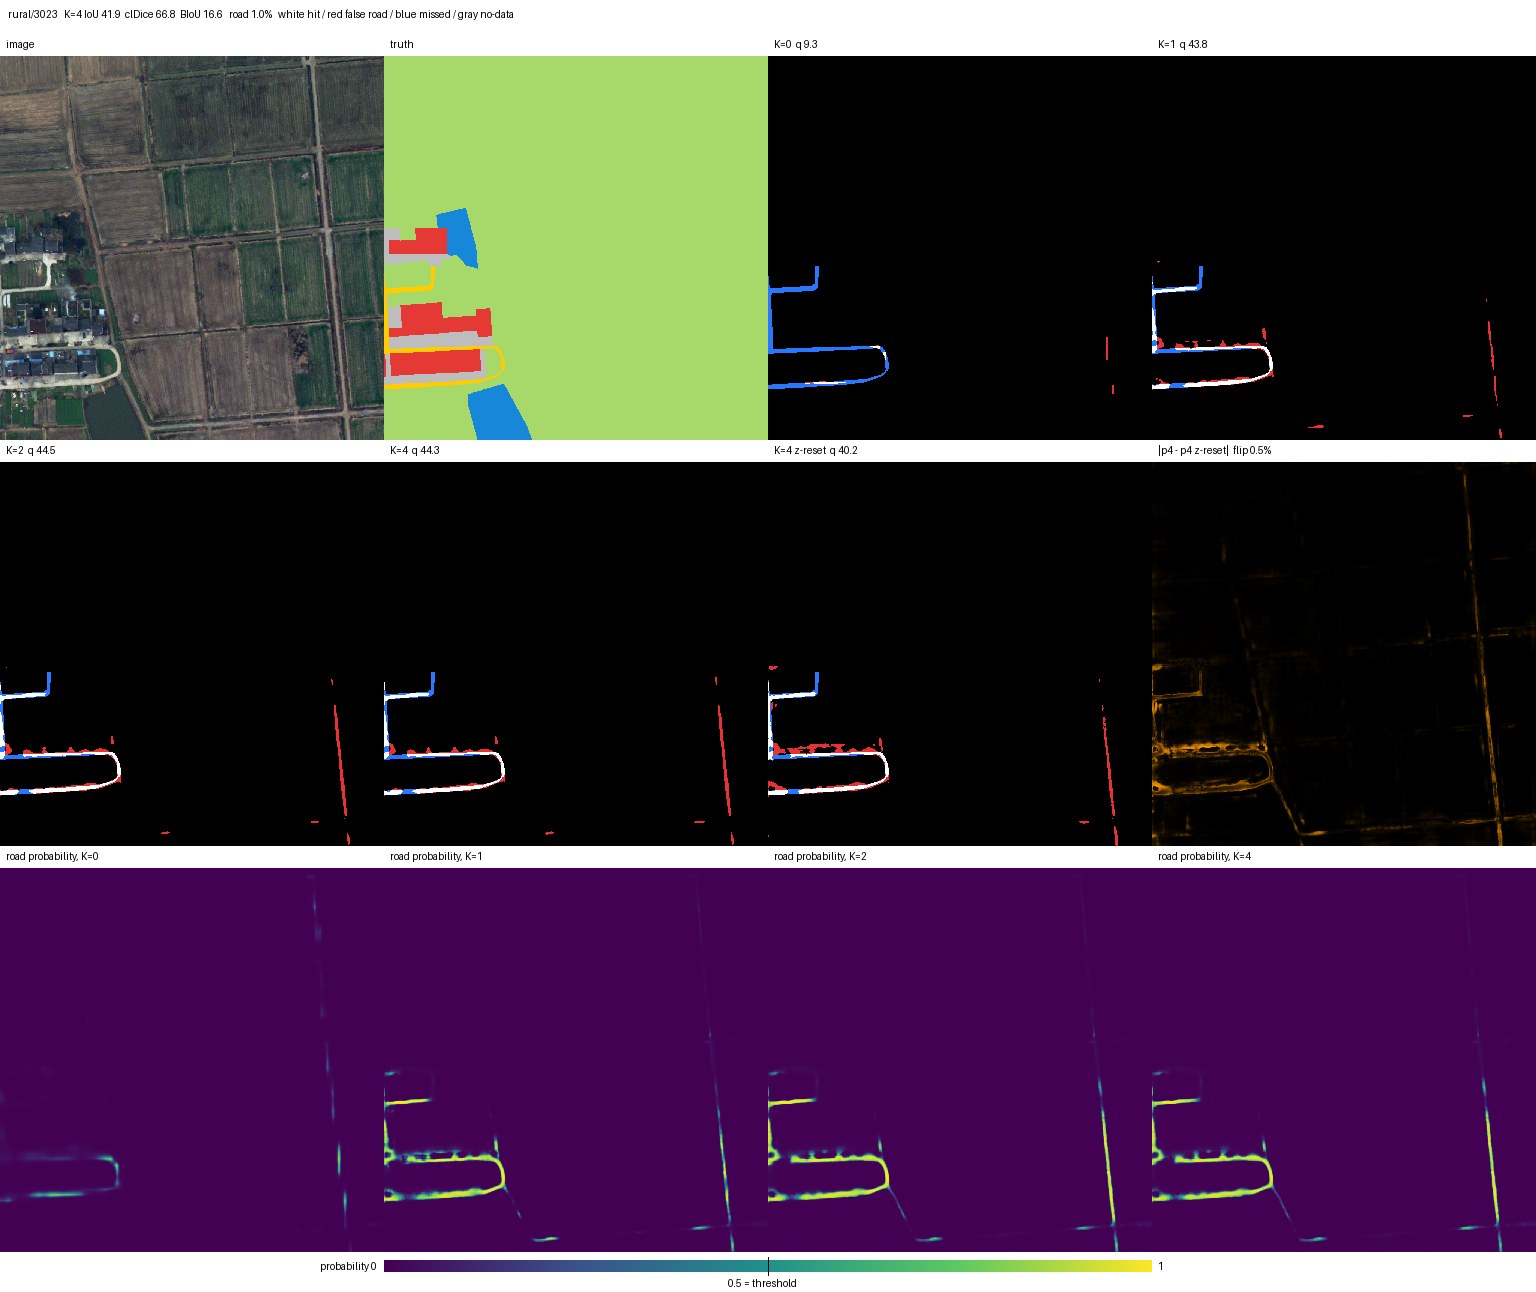 rural/3023 K=4 IoU 41.9 clDice 66.8 BIoU 16.6 road 1.0% white hit / red false road / blue missed / gray no-data
image truth K=0 q 9.3 K=1 q 43.8
K=2 q 44.5 K=4 q 44.3 K=4 z-reset q 40.2 |p4 - p4 z-reset| flip 0.5%
road probability, K=0 road probability, K=1 road probability, K=2 road probability, K=4
probability 0 1
0.5 = threshold